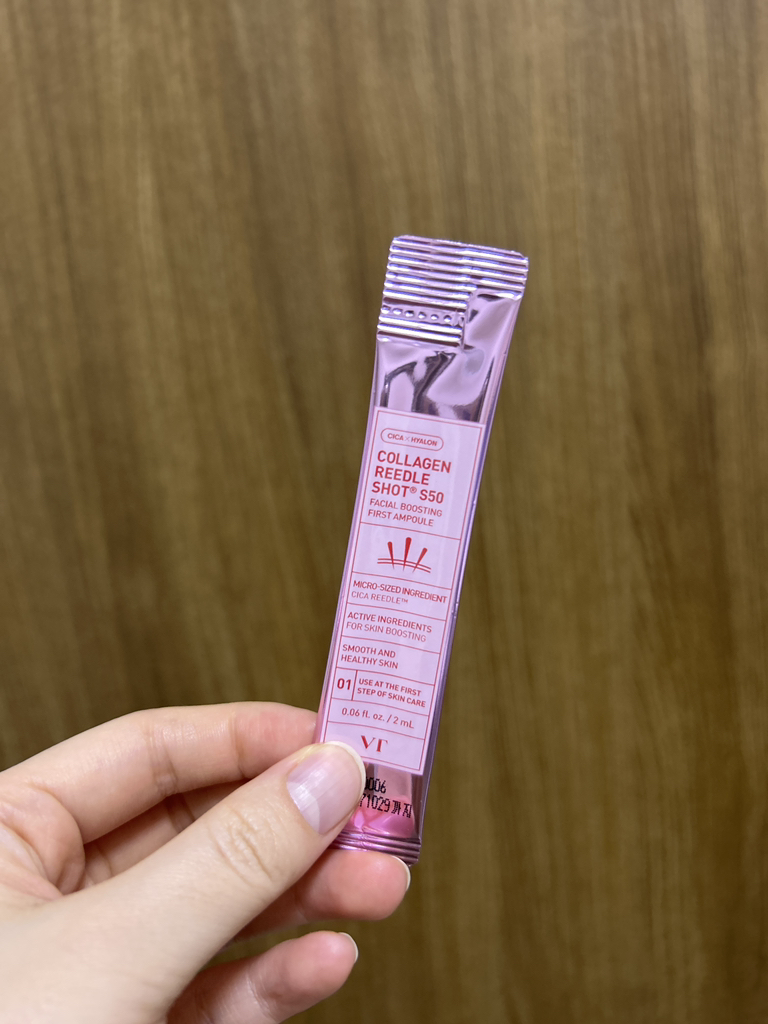 CICA × HYALON
COLLAGEN
REEDLE
SHOT® S50
FACIAL BOOSTING
FIRST AMPOULE
MICRO-SIZED INGREDIENT
CICA REEDLE™
ACTIVE INGREDIENTS
FOR SKIN BOOSTING
SMOOTH AND
HEALTHY SKIN
01 USE AT THE FIRST
STEP OF SKIN CARE
0.06 fl. oz. / 2 mL
VT